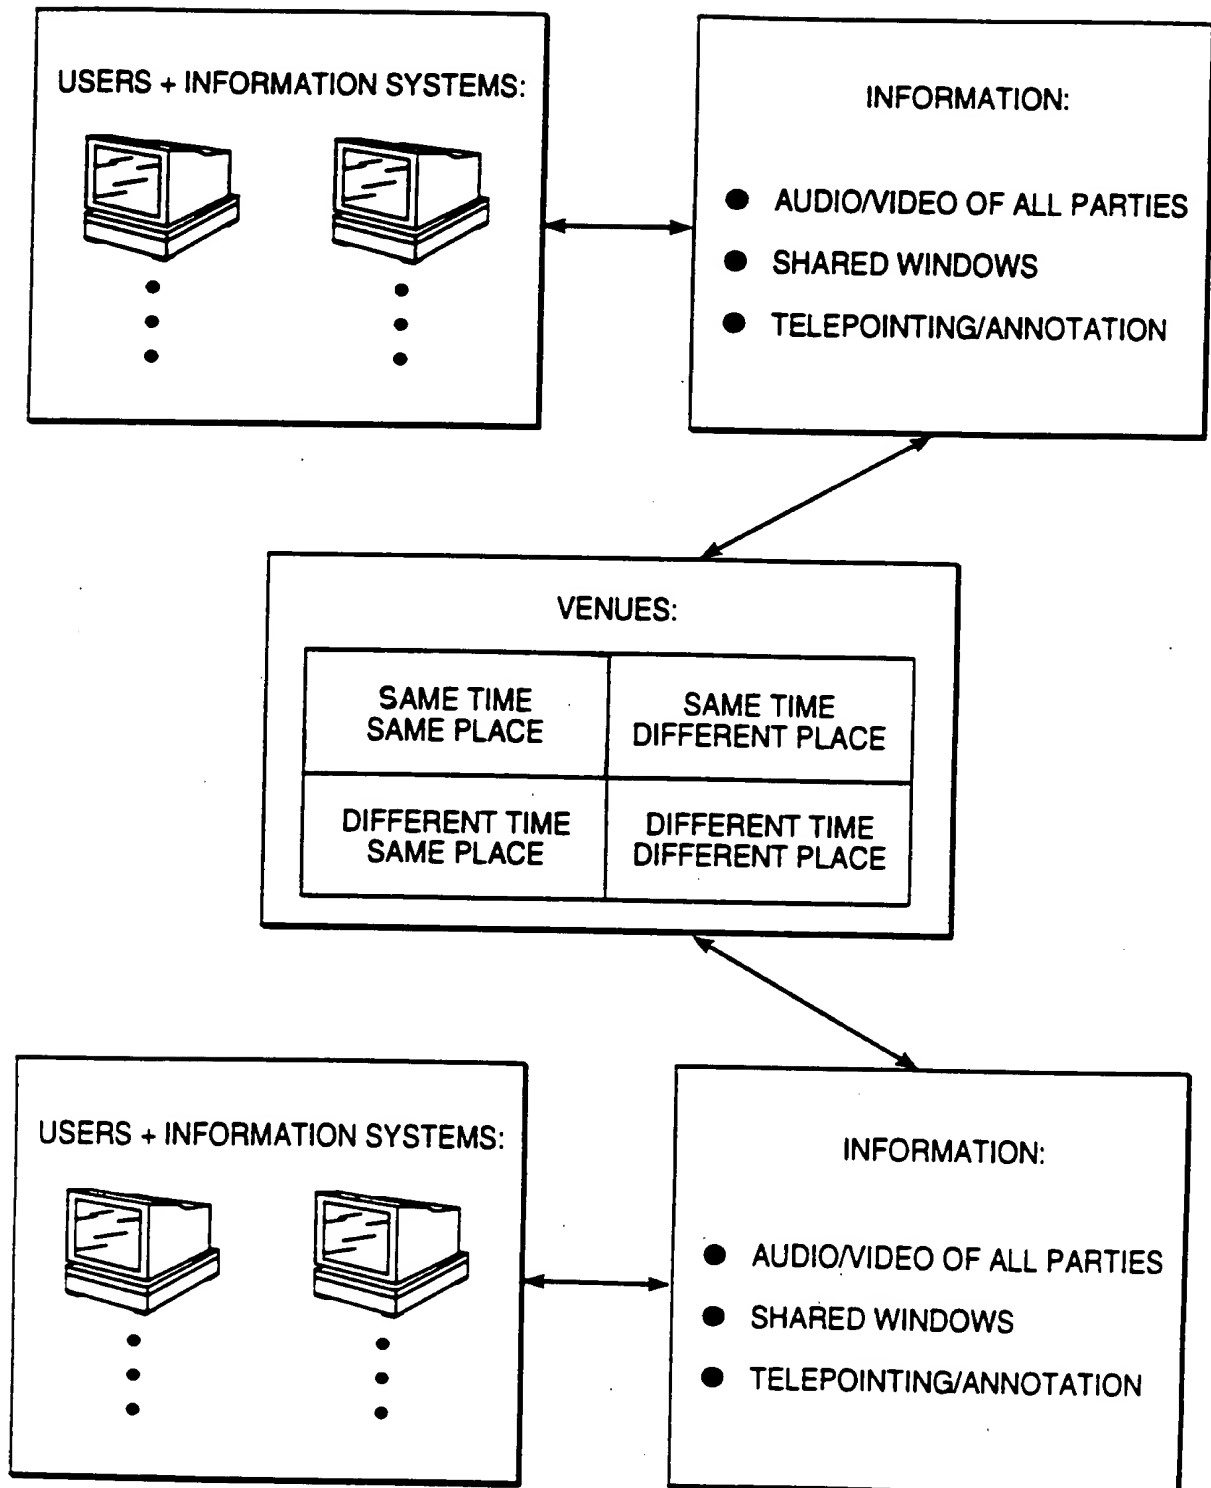 USERS + INFORMATION SYSTEMS:
INFORMATION:
● AUDIO/VIDEO OF ALL PARTIES
● SHARED WINDOWS
● TELEPOINTING/ANNOTATION
VENUES:
SAME TIME
SAME PLACE
SAME TIME
DIFFERENT PLACE
DIFFERENT TIME
SAME PLACE
DIFFERENT TIME
DIFFERENT PLACE
USERS + INFORMATION SYSTEMS:
INFORMATION:
● AUDIO/VIDEO OF ALL PARTIES
● SHARED WINDOWS
● TELEPOINTING/ANNOTATION